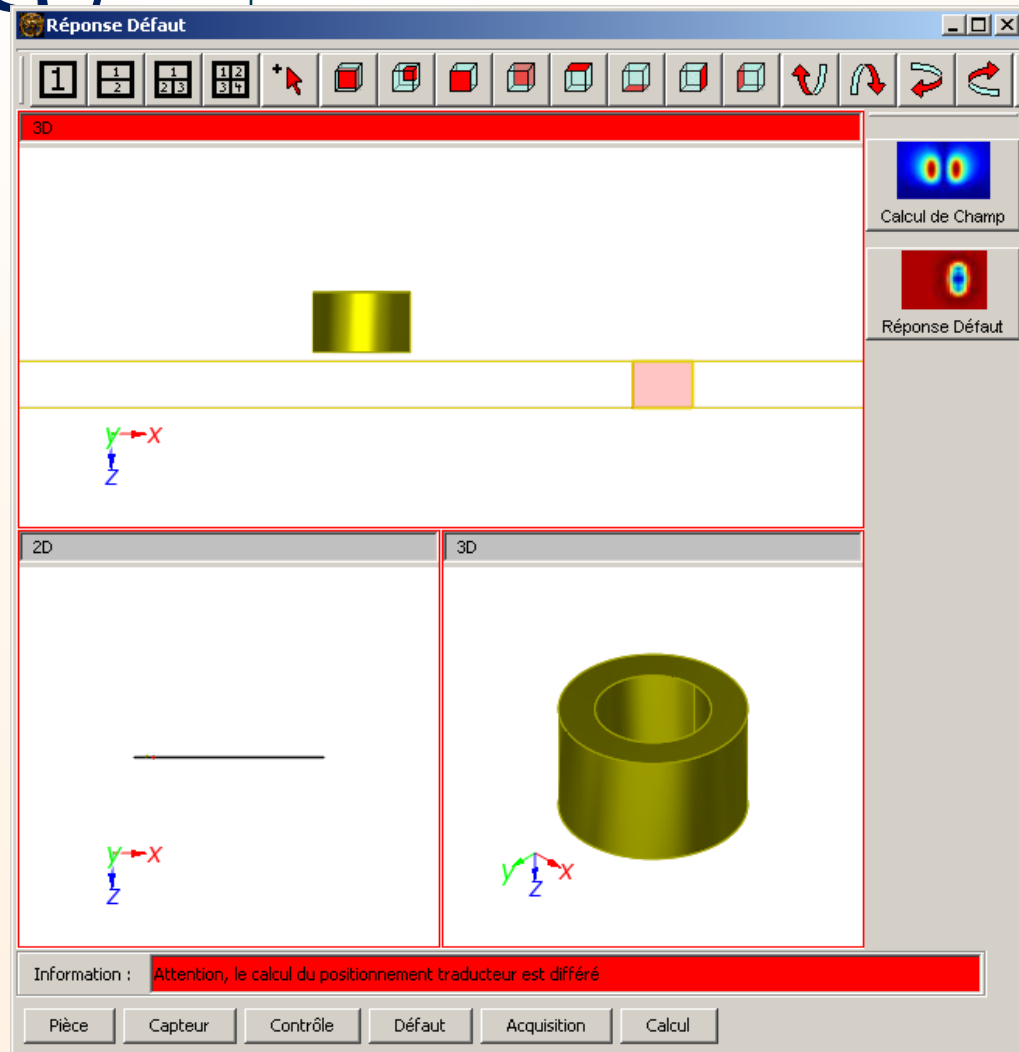 Réponse Défaut
1 1 2 1 2 3 1 2 3 4
3D
Calcul de Champ
Réponse Défaut
y x
z
2D
3D
y x
z
y z x
Information : Attention, le calcul du positionnement traducteur est différé
Pièce Capteur Contrôle Défaut Acquisition Calcul